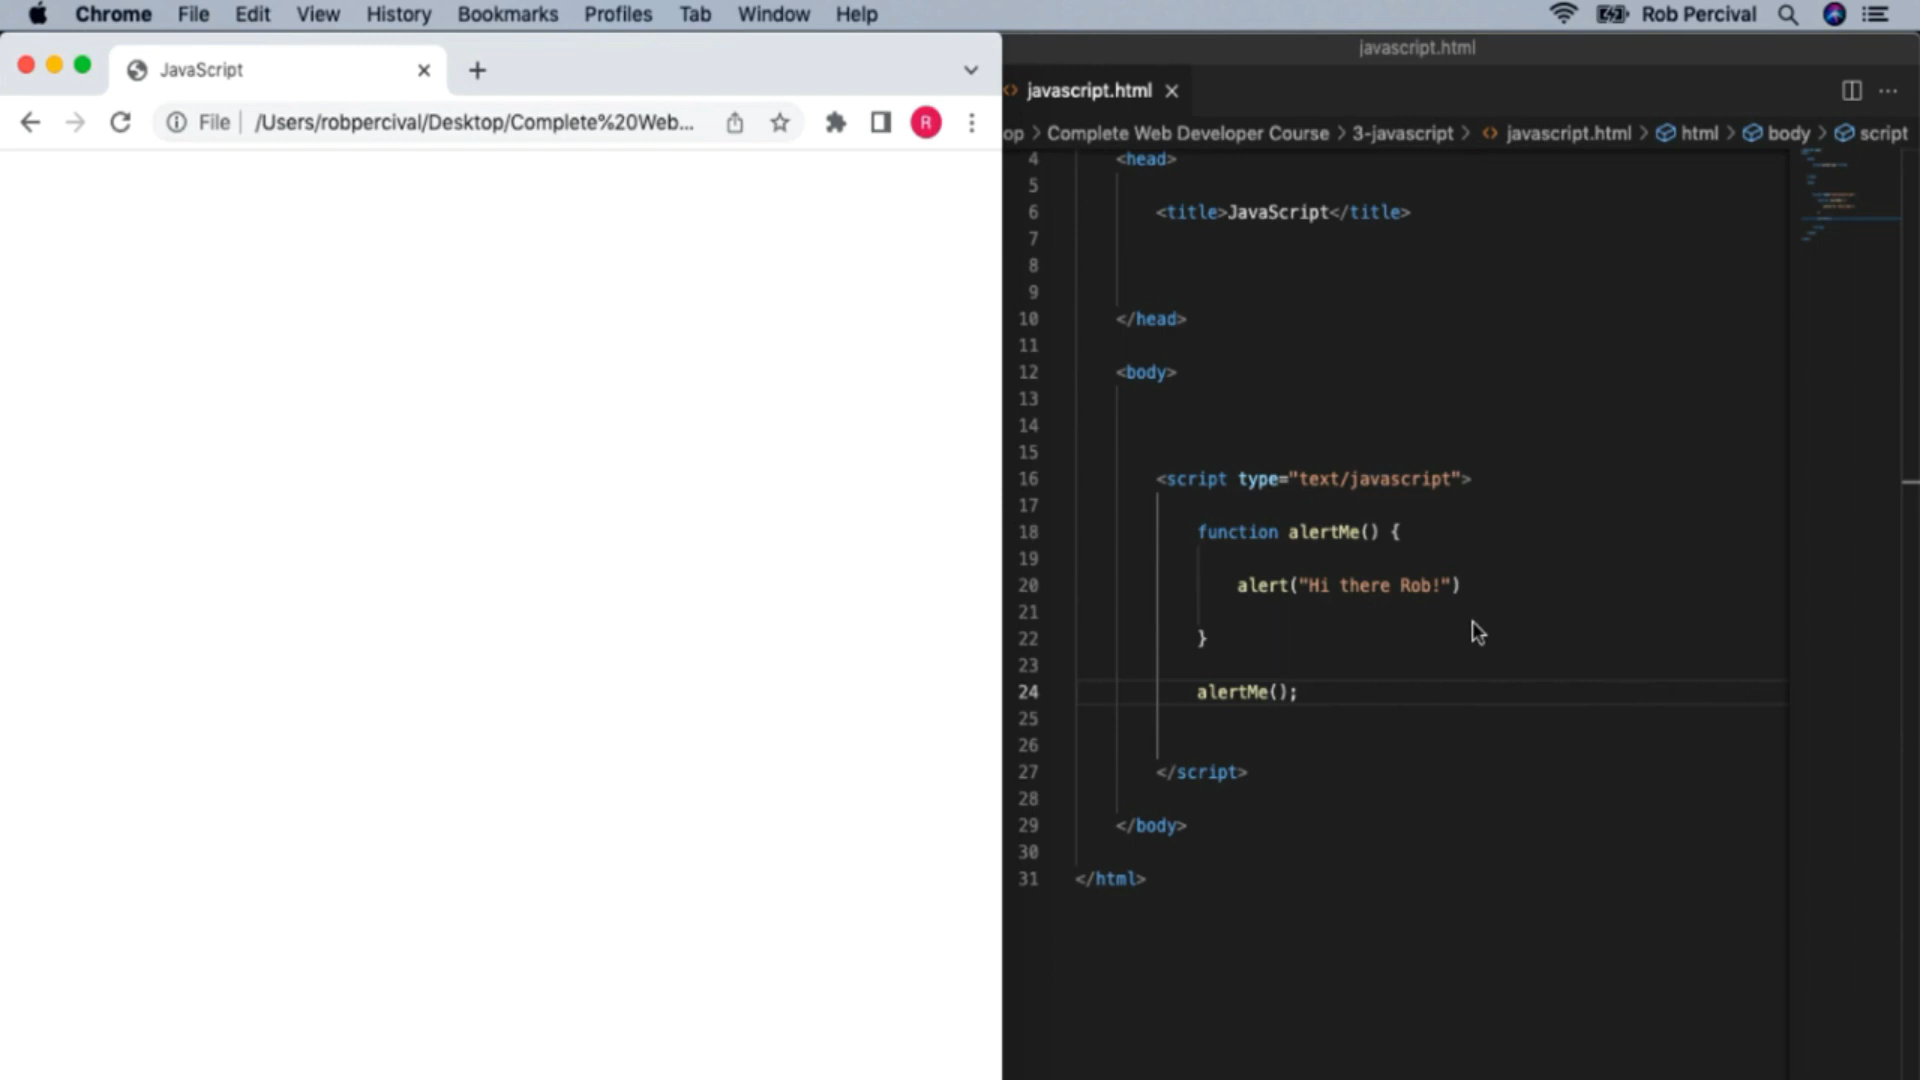 Chrome File Edit View History Bookmarks Profiles Tab Window Help Rob Percival
JavaScript
File /Users/robpercival/Desktop/Complete%20Web...
R
javascript.html
javascript.html
op > Complete Web Developer Course > 3-javascript > javascript.html > html > body > script
4 <head>
5
6 <title>JavaScript</title>
7
8
9
10 </head>
11
12 <body>
13
14
15
16 <script type="text/javascript">
17
18 function alertMe() {
19
20 alert("Hi there Rob!")
21
22 }
23
24 alertMe();
25
26
27 </script>
28
29 </body>
30
31 </html>